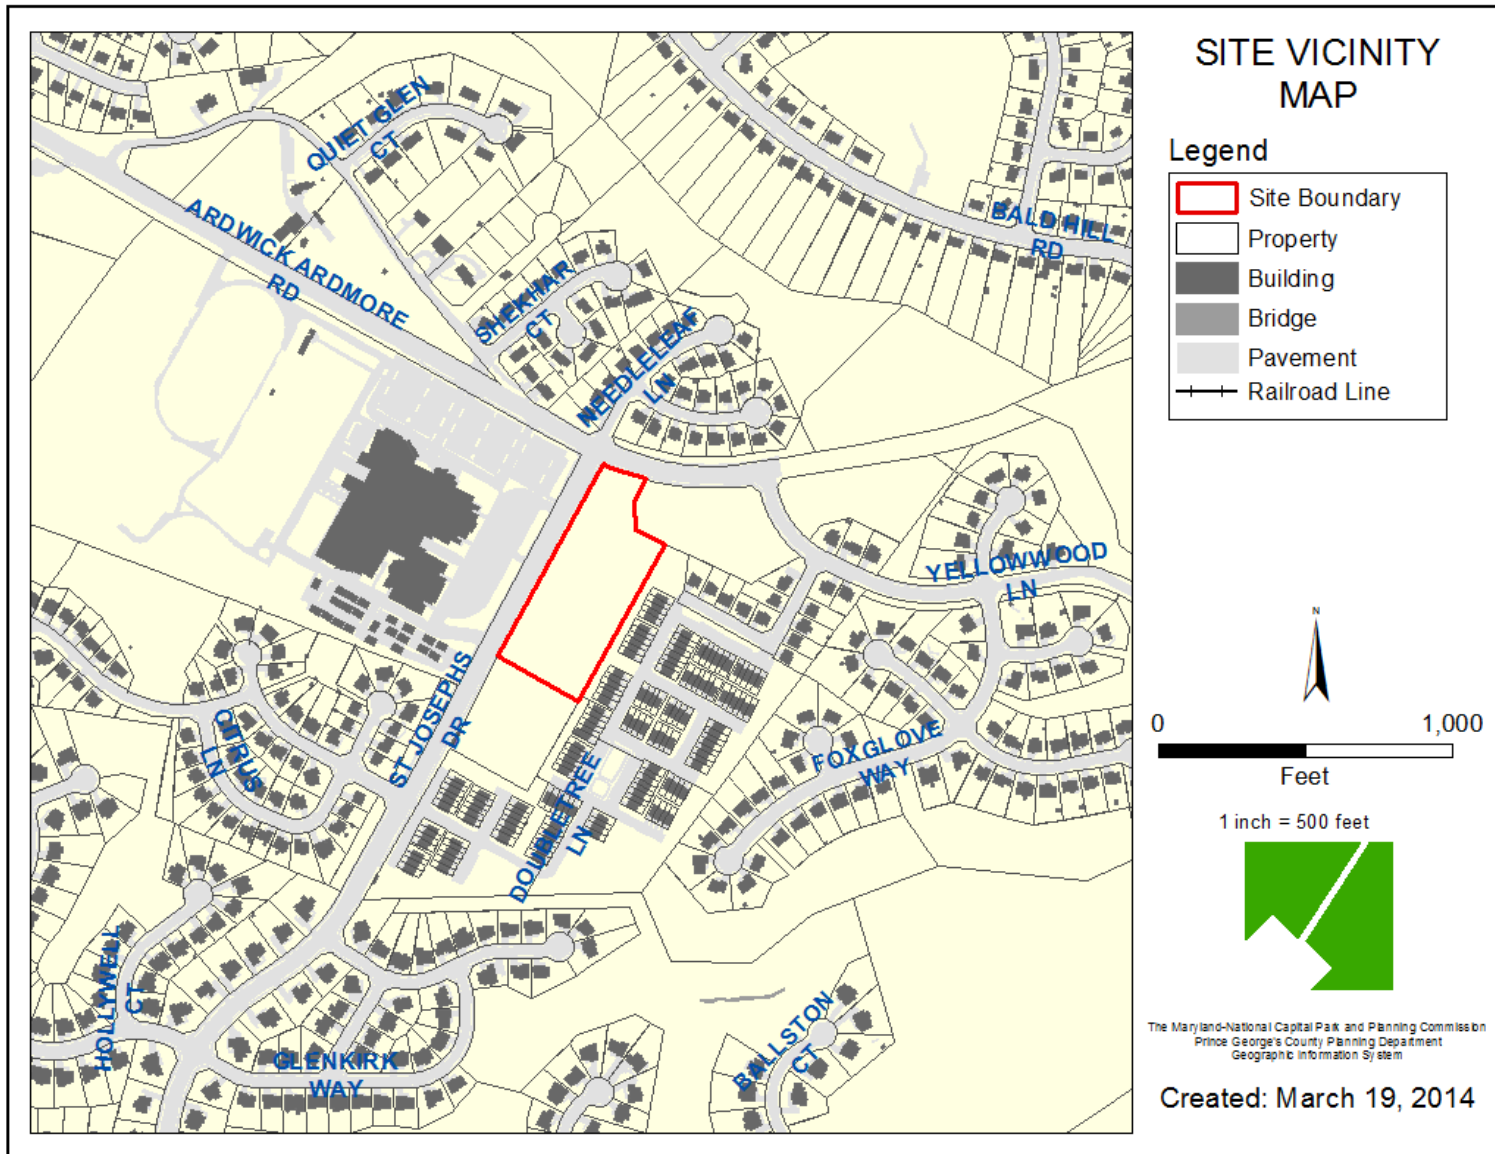 SITE VICINITY
MAP
Legend
Site Boundary
Property
Building
Bridge
Pavement
Railroad Line
N
0 1,000
Feet
1 inch = 500 feet
The Maryland-National Capital Park and Planning Commission
Prince George's County Planning Department
Geographic Information System
Created: March 19, 2014
QUIET GLEN
CT
ARDWICK ARDMORE
RD
BALD HILL
RD
SHEKHAR
CT
NEEDLELEAF
LN
YELLOWWOOD
LN
ST JOSEPHS
DR
CITRUS
LN
FOXGLOVE
WAY
DOUBLETREE
LN
HOLLYWELL
CT
GLENKIRK
WAY
BALLSTON
CT